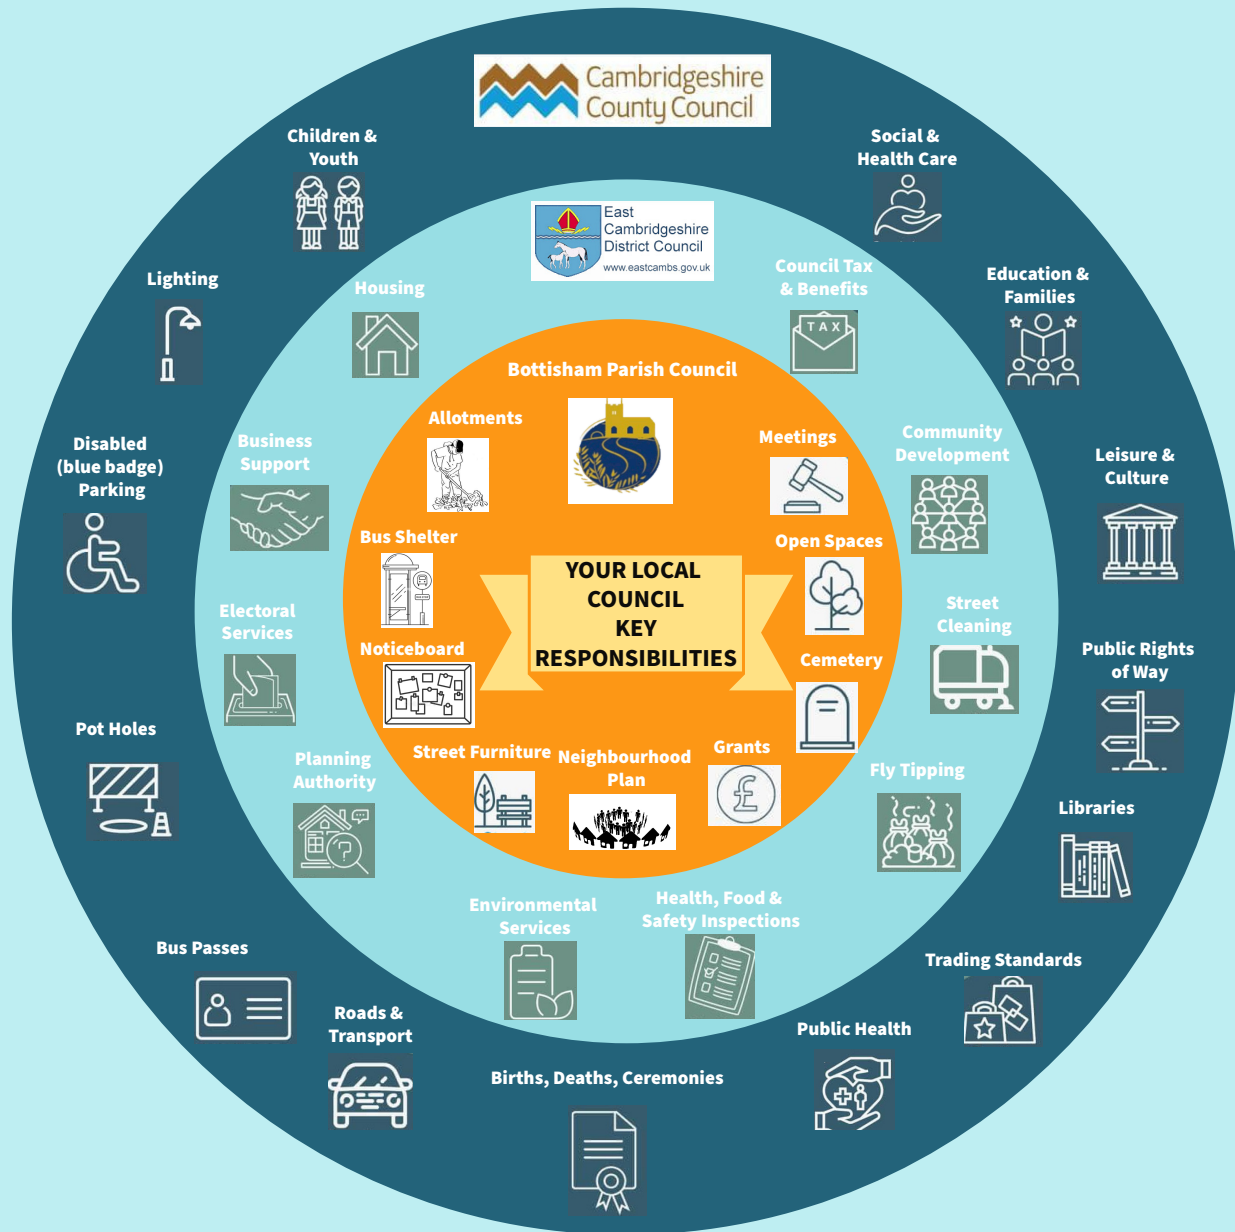 Cambridgeshire
County Council
Children &
Youth
Social &
Health Care
East
Cambridgeshire
District Council
www.eastcambs.gov.uk
Lighting
Housing
Council Tax
& Benefits
TAX
Education &
Families
Bottisham Parish Council
Allotments
Meetings
Disabled
(blue badge)
Parking
Business
Support
Community
Development
Leisure &
Culture
Bus Shelter
Open Spaces
YOUR LOCAL
COUNCIL
KEY
RESPONSIBILITIES
Electoral
Services
Street
Cleaning
Noticeboard
Cemetery
Public Rights
of Way
Pot Holes
Planning
Authority
Street Furniture
Neighbourhood
Plan
Grants
£
Fly Tipping
Libraries
Environmental
Services
Health, Food &
Safety Inspections
Bus Passes
Trading Standards
Roads &
Transport
Public Health
Births, Deaths, Ceremonies